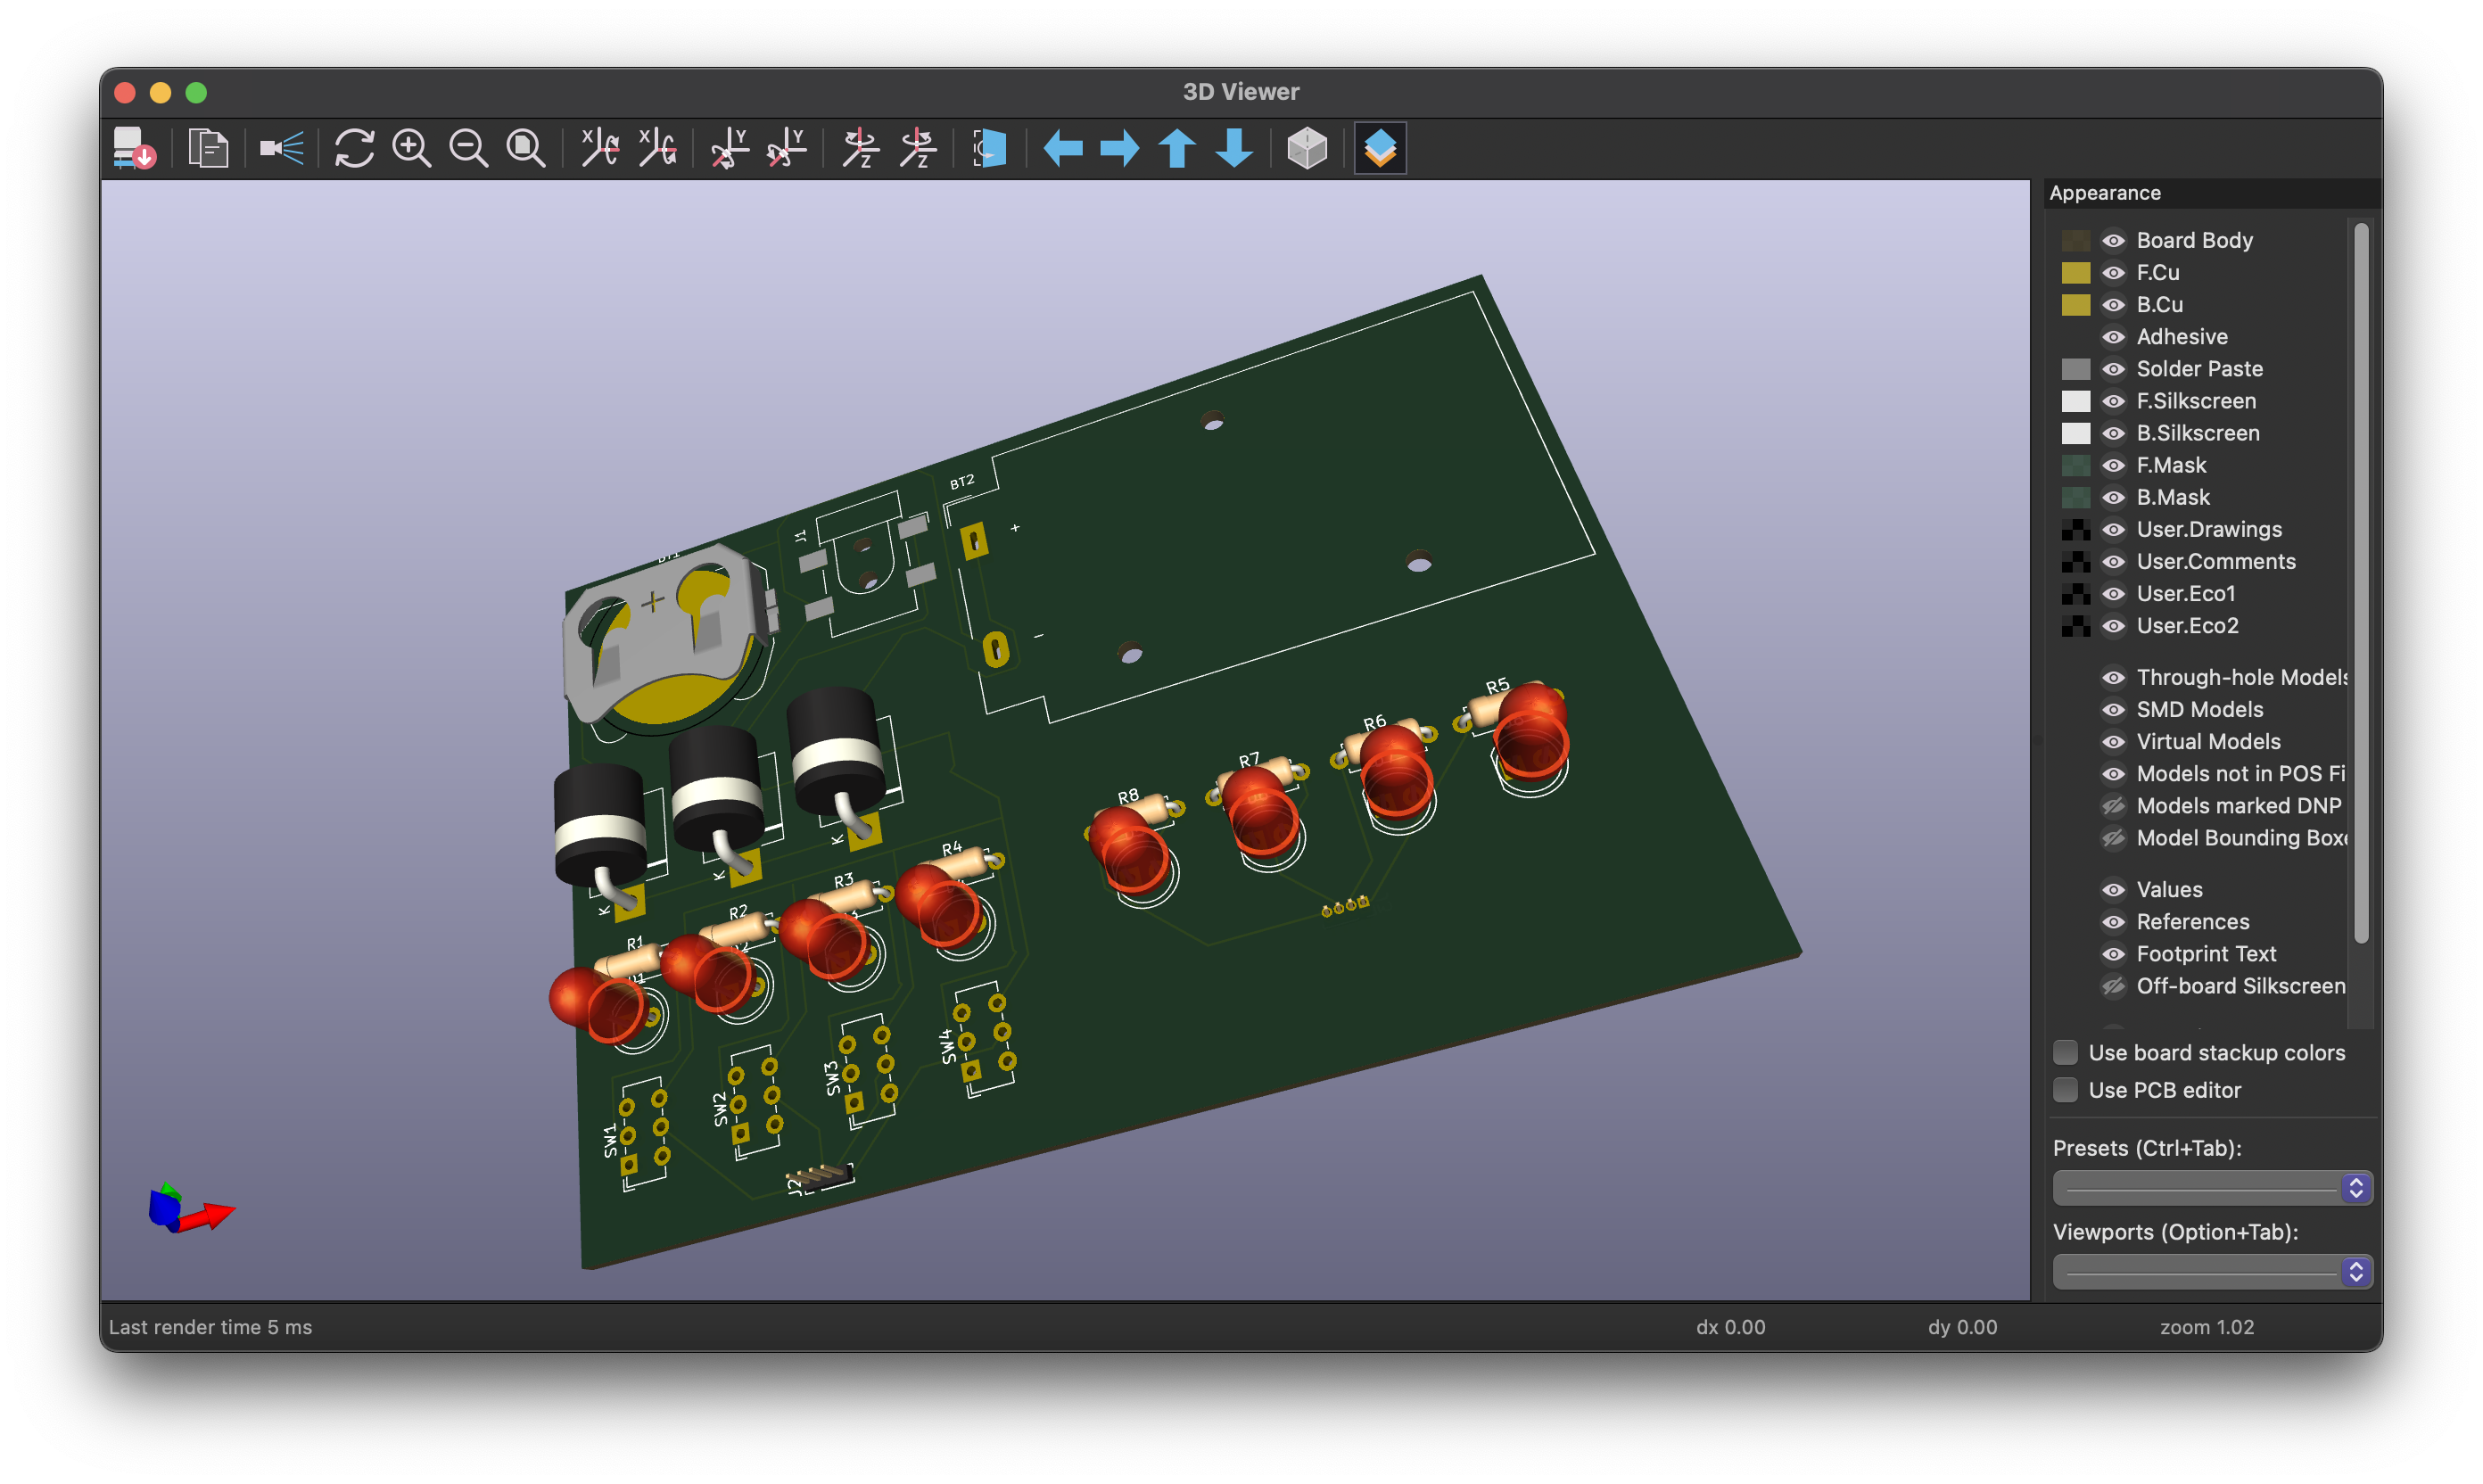 3D Viewer
X
X
Y
Y
Z
Z
Appearance
Board Body
F.Cu
B.Cu
Adhesive
Solder Paste
F.Silkscreen
B.Silkscreen
F.Mask
B.Mask
User.Drawings
User.Comments
User.Eco1
User.Eco2
Through-hole Models
SMD Models
Virtual Models
Models not in POS Fi
Models marked DNP
Model Bounding Boxe
Values
References
Footprint Text
Off-board Silkscreen
Use board stackup colors
Use PCB editor
Presets (Ctrl+Tab):
Viewports (Option+Tab):
BT2
+
-
J1
+
K
K
K
R5
R6
R7
R8
R4
R3
R2
R1
SW4
SW3
SW2
SW1
J2
Last render time 5 ms
dx 0.00
dy 0.00
zoom 1.02